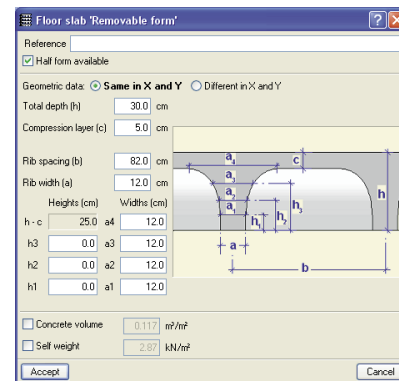 Floor slab 'Removable form'
Reference
Half form available
Geometric data: Same in X and Y Different in X and Y
Total depth (h) 30.0 cm
Compression layer (c) 5.0 cm
Rib spacing (b) 82.0 cm
Rib width (a) 12.0 cm
Heights (cm) Widths (cm)
h - c 25.0 a4 12.0
h3 0.0 a3 12.0
h2 0.0 a2 12.0
h1 0.0 a1 12.0
a4 c
a3 h
a2
a1 h1 h2 h3
a
b
Concrete volume 0.117 m³/m²
Self weight 2.87 kN/m²
Accept Cancel